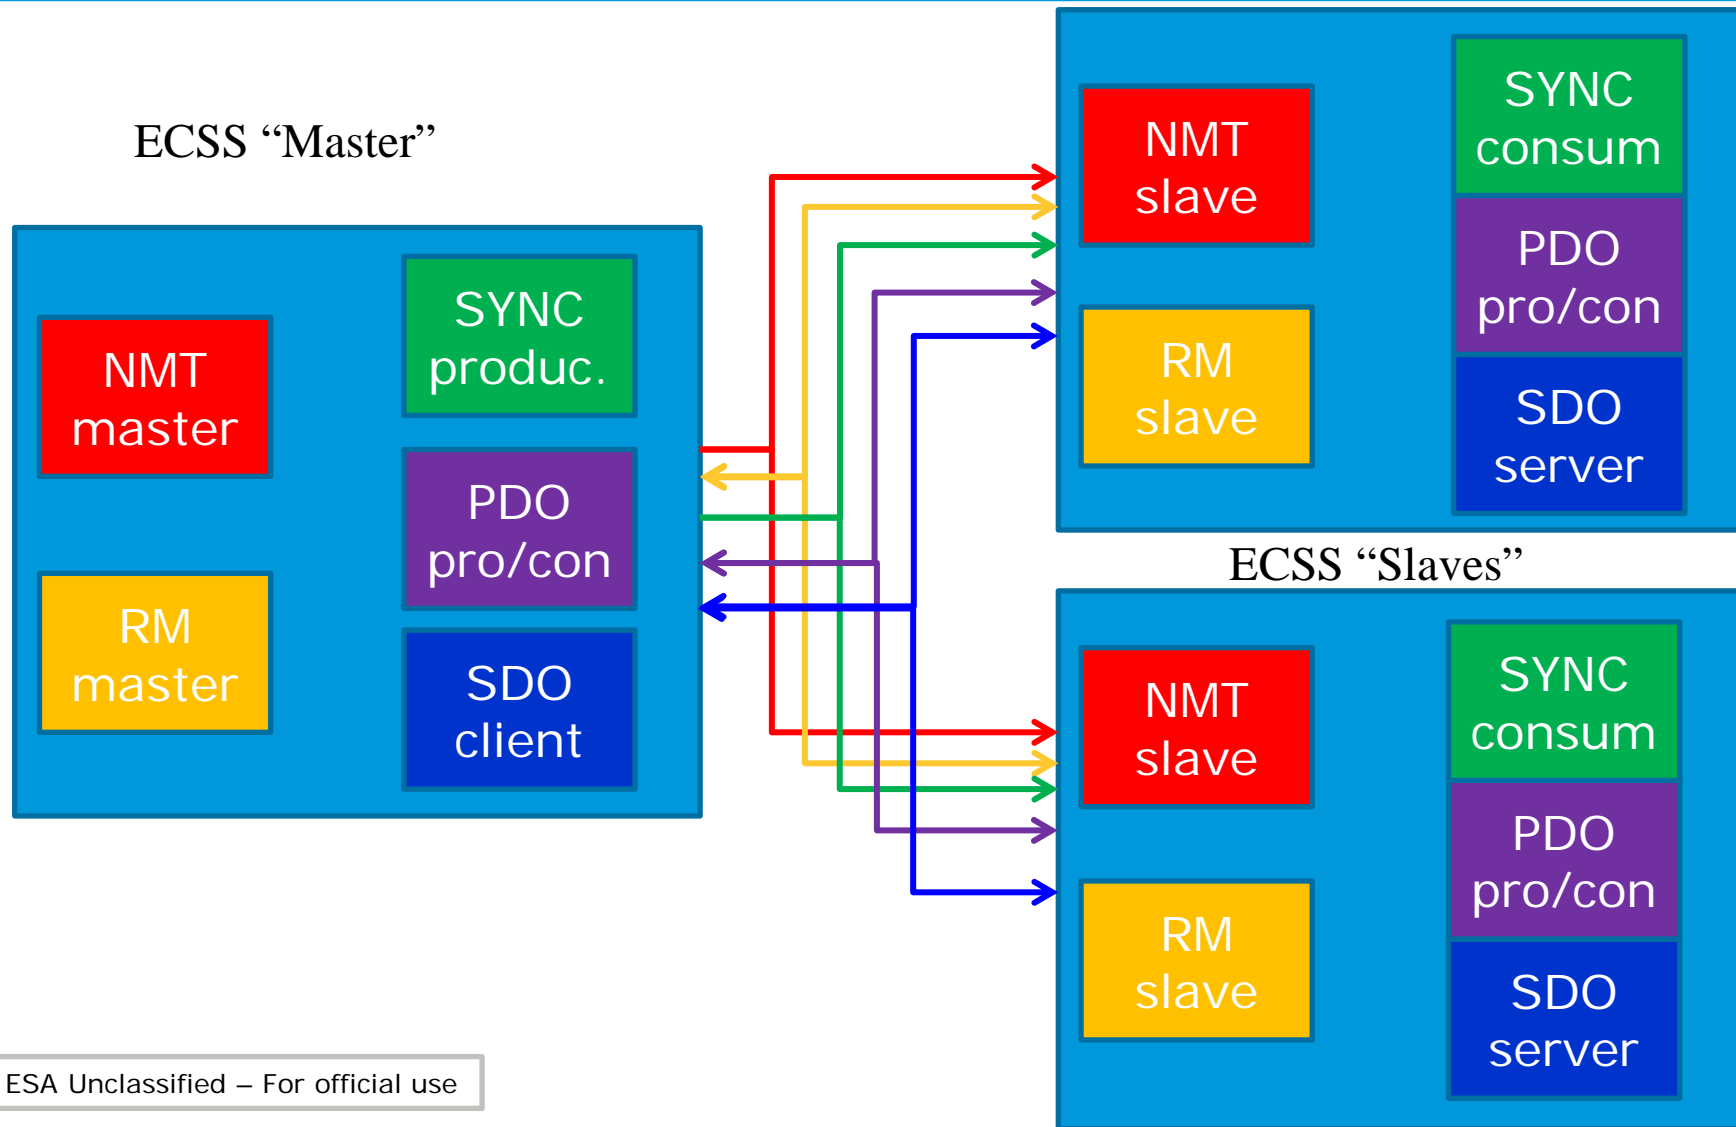 ECSS “Master”
NMT
master
RM
master
SYNC
produc.
PDO
pro/con
SDO
client
NMT
slave
RM
slave
SYNC
consum
PDO
pro/con
SDO
server
ECSS “Slaves”
NMT
slave
RM
slave
SYNC
consum
PDO
pro/con
SDO
server
ESA Unclassified – For official use